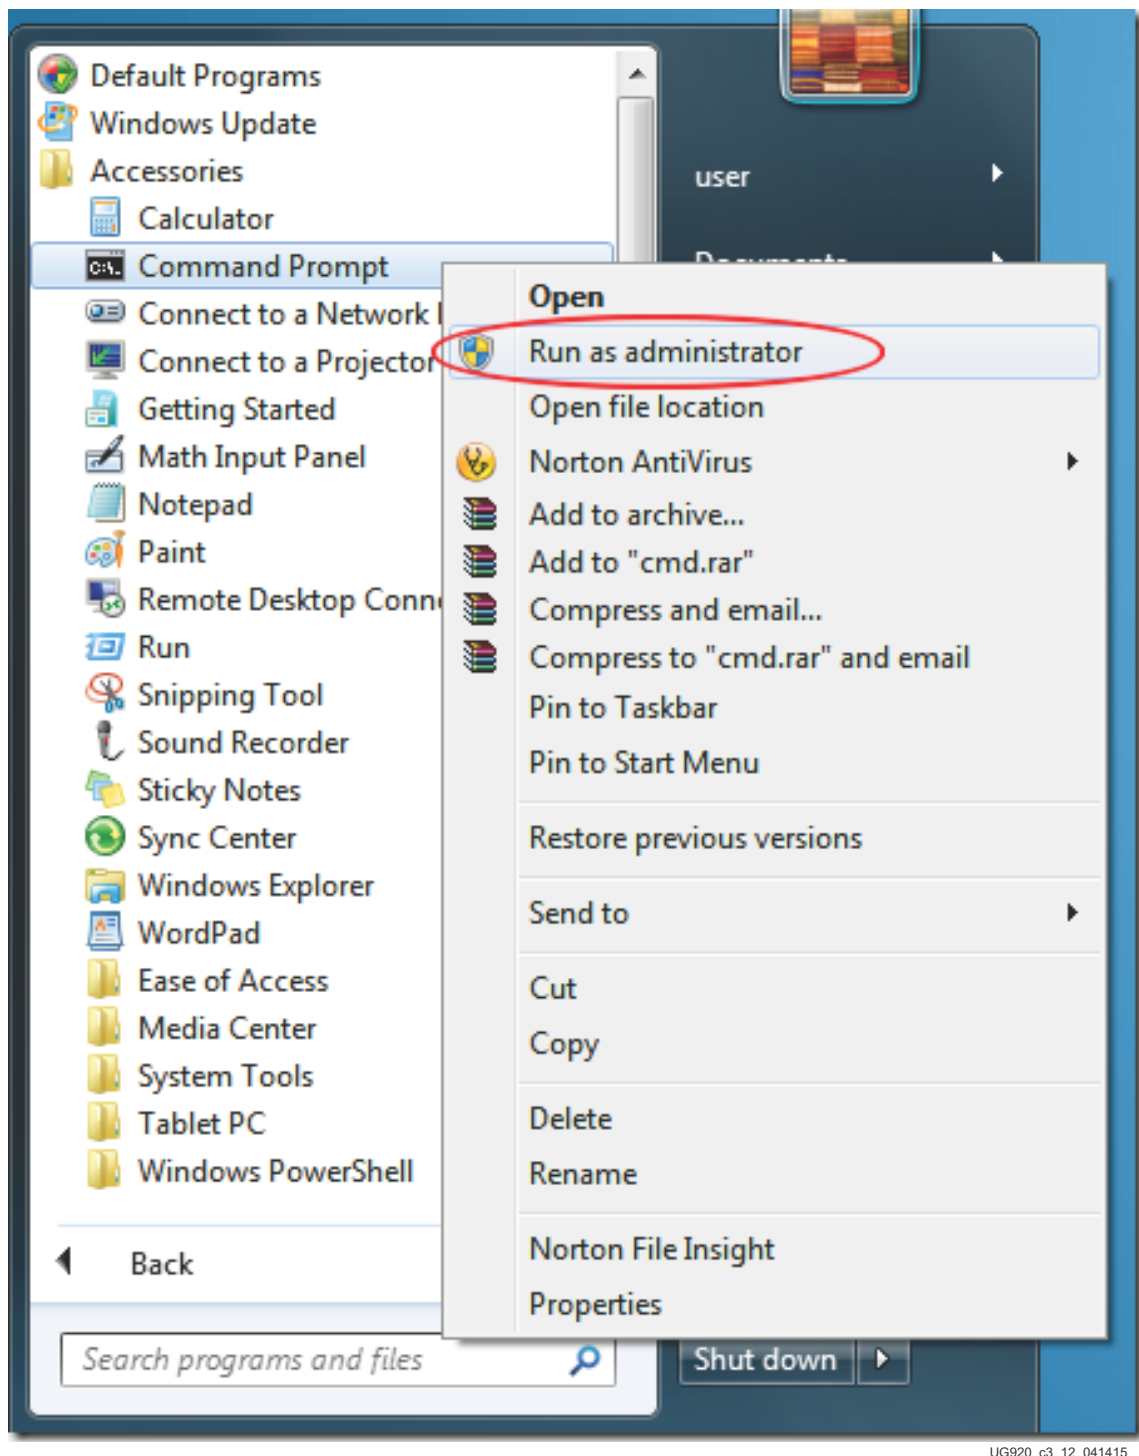 Default Programs
Windows Update
Accessories
Calculator
C:\.
Command Prompt
Connect to a Network
Connect to a Projector
Getting Started
Math Input Panel
Notepad
Paint
Remote Desktop Conn
Run
Snipping Tool
Sound Recorder
Sticky Notes
Sync Center
Windows Explorer
WordPad
Ease of Access
Media Center
System Tools
Tablet PC
Windows PowerShell
Back
Search programs and files
user
Documents
Open
Run as administrator
Open file location
Norton AntiVirus
Add to archive...
Add to "cmd.rar"
Compress and email...
Compress to "cmd.rar" and email
Pin to Taskbar
Pin to Start Menu
Restore previous versions
Send to
Cut
Copy
Delete
Rename
Norton File Insight
Properties
Shut down
UG920_c3_12_041415